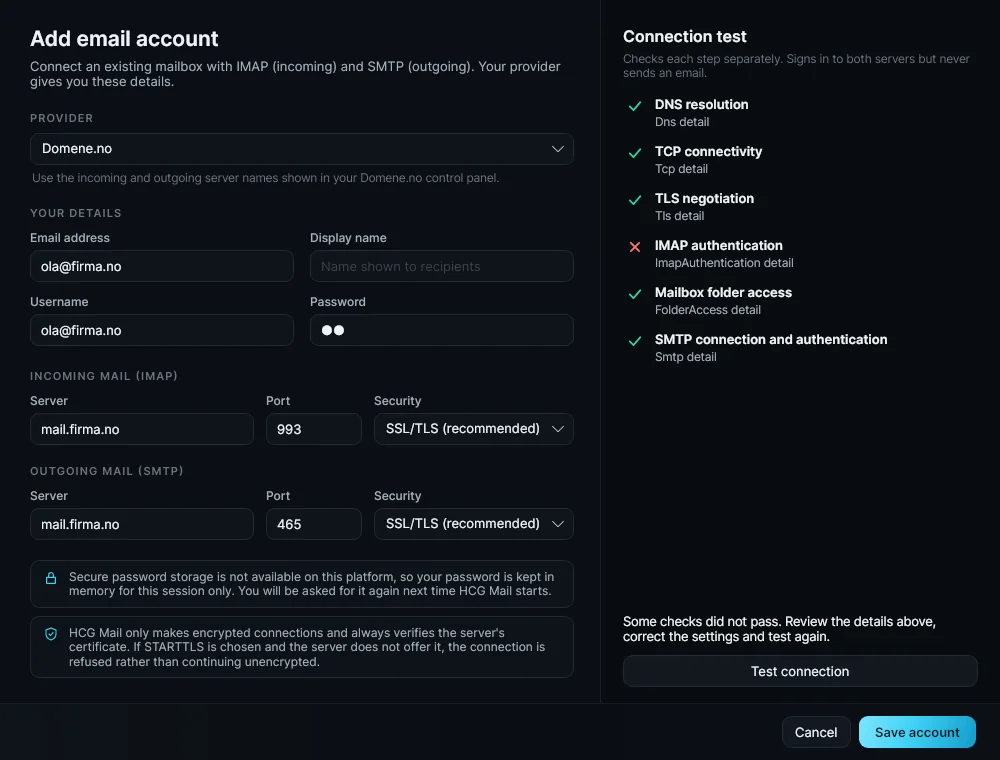 Add email account
Connect an existing mailbox with IMAP (incoming) and SMTP (outgoing). Your provider
gives you these details.
PROVIDER
Domene.no
Use the incoming and outgoing server names shown in your Domene.no control panel.
YOUR DETAILS
Email address
Display name
ola@firma.no
Name shown to recipients
Username
Password
ola@firma.no
●●
INCOMING MAIL (IMAP)
Server
Port
Security
mail.firma.no
993
SSL/TLS (recommended)
OUTGOING MAIL (SMTP)
Server
Port
Security
mail.firma.no
465
SSL/TLS (recommended)
Secure password storage is not available on this platform, so your password is kept in
memory for this session only. You will be asked for it again next time HCG Mail starts.
HCG Mail only makes encrypted connections and always verifies the server's
certificate. If STARTTLS is chosen and the server does not offer it, the connection is
refused rather than continuing unencrypted.
Connection test
Checks each step separately. Signs in to both servers but never
sends an email.
DNS resolution
Dns detail
TCP connectivity
Tcp detail
TLS negotiation
Tls detail
IMAP authentication
ImapAuthentication detail
Mailbox folder access
FolderAccess detail
SMTP connection and authentication
Smtp detail
Some checks did not pass. Review the details above,
correct the settings and test again.
Test connection
Cancel
Save account